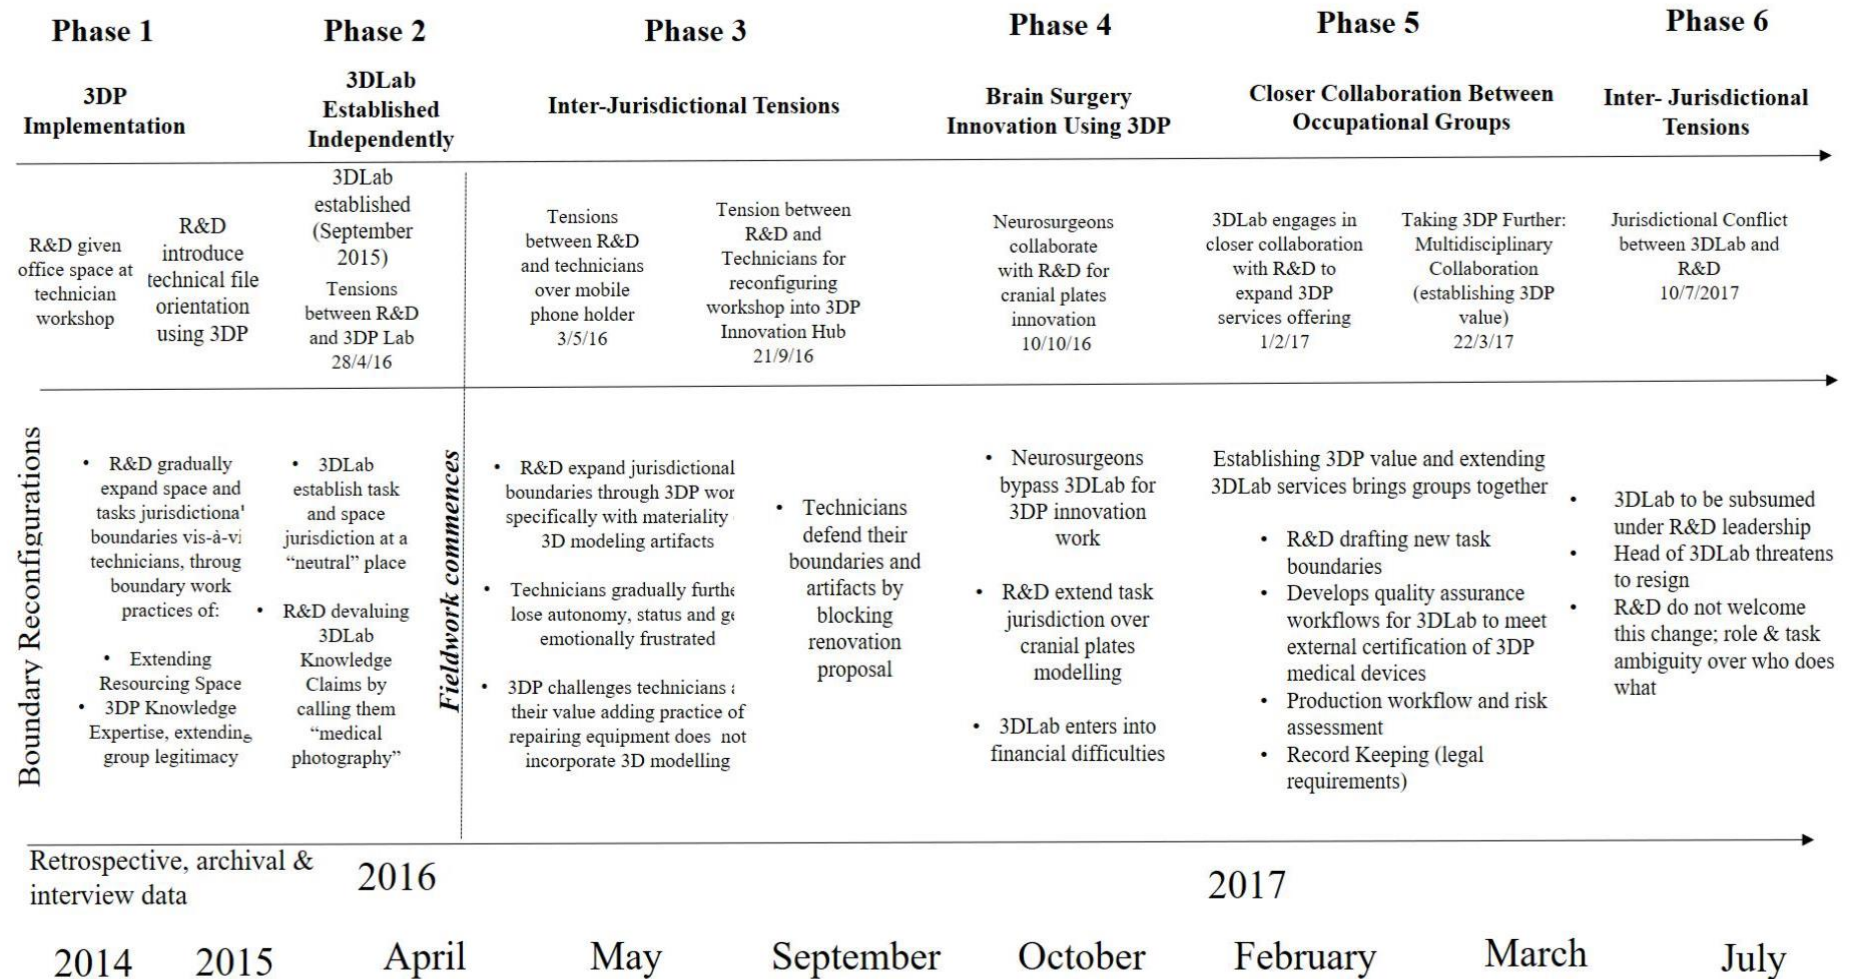 Phase 1
Phase 2
Phase 3
Phase 4
Phase 5
Phase 6
3DP
Implementation
3DLab
Established
Independently
Inter-Jurisdictional Tensions
Brain Surgery
Innovation Using 3DP
Closer Collaboration Between
Occupational Groups
Inter- Jurisdictional
Tensions
R&D given
office space at
technician
workshop
R&D
introduce
technical file
orientation
using 3DP
3DLab
established
(September
2015)
Tensions
between R&D
and 3DP Lab
28/4/16
Tensions
between R&D
and technicians
over mobile
phone holder
3/5/16
Tension between
R&D and
Technicians for
reconfiguring
workshop into 3DP
Innovation Hub
21/9/16
Neurosurgeons
collaborate
with R&D for
cranial plates
innovation
10/10/16
3DLab engages in
closer collaboration
with R&D to
expand 3DP
services offering
1/2/17
Taking 3DP Further:
Multidisciplinary
Collaboration
(establishing 3DP
value)
22/3/17
Jurisdictional Conflict
between 3DLab and
R&D
10/7/2017
Boundary Reconfigurations
• R&D gradually
expand space and
tasks jurisdictiona
boundaries vis-à-vi
technicians, throug
boundary work
practices of:
• Extending
Resourcing Space
• 3DP Knowledge
Expertise, extending
group legitimacy
• 3DLab
establish task
and space
jurisdiction at a
“neutral” place
• R&D devaluing
3DLab
Knowledge
Claims by
calling them
“medical
photography”
Fieldwork commences
• R&D expand jurisdictional
boundaries through 3DP wor
specifically with materiality
3D modeling artifacts
• Technicians gradually furthe
lose autonomy, status and ge
emotionally frustrated
• 3DP challenges technicians a
their value adding practice of
repairing equipment does not
incorporate 3D modelling
• Technicians
defend their
boundaries and
artifacts by
blocking
renovation
proposal
• Neurosurgeons
bypass 3DLab for
3DP innovation
work
• R&D extend task
jurisdiction over
cranial plates
modelling
• 3DLab enters into
financial difficulties
Establishing 3DP value and extending
3DLab services brings groups together
• R&D drafting new task
boundaries
• Develops quality assurance
workflows for 3DLab to meet
external certification of 3DP
medical devices
• Production workflow and risk
assessment
• Record Keeping (legal
requirements)
• 3DLab to be subsumed
under R&D leadership
• Head of 3DLab threatens
to resign
• R&D do not welcome
this change; role & task
ambiguity over who does
what
Retrospective, archival &
interview data
2016
2017
2014
2015
April
May
September
October
February
March
July